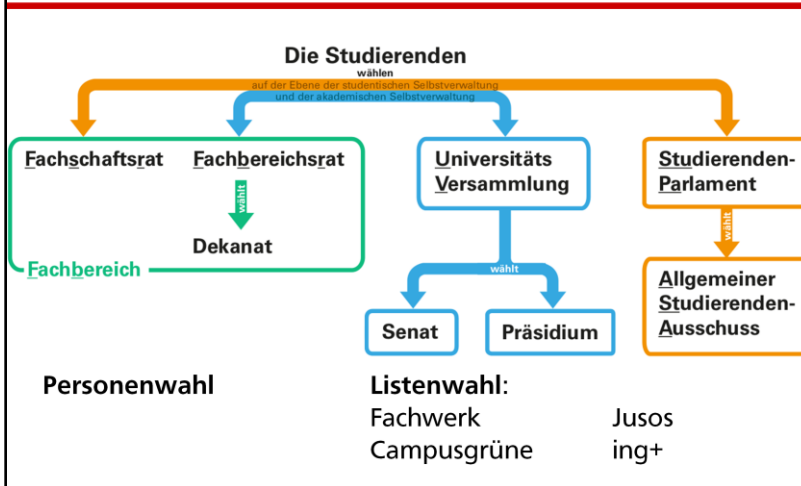 Die Studierenden
wählen
auf der Ebene der studentischen Selbstverwaltung
und der akademischen Selbstverwaltung
Fachschaftsrat
Fachbereichsrat
wählt
Dekanat
Fachbereich
Universitäts
Versammlung
wählt
Senat
Präsidium
Studierenden-
Parlament
wählt
Allgemeiner
Studierenden-
Ausschuss
Personenwahl
Listenwahl:
Fachwerk
Jusos
Campusgrüne
ing+